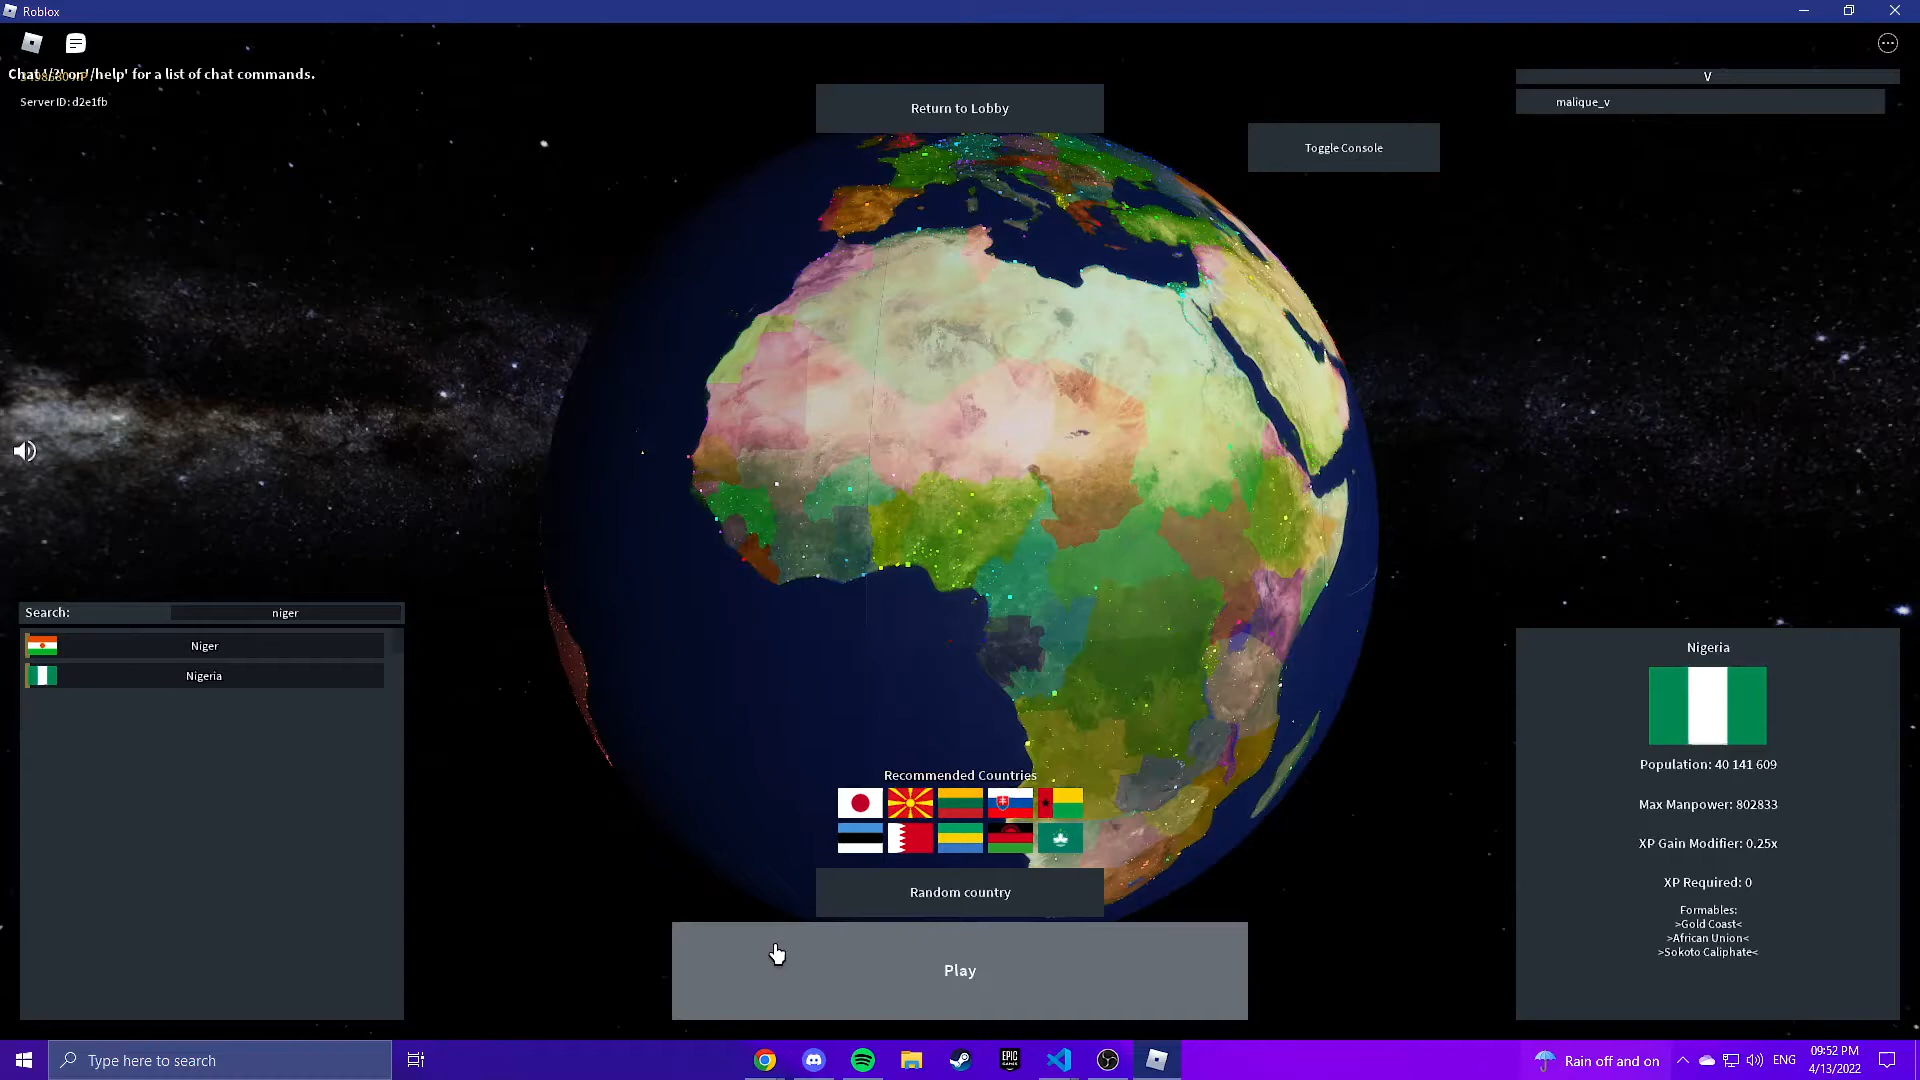 Roblox
Chat '/?' or '/help' for a list of chat commands.
Server ID: d2e1fb
Return to Lobby
Toggle Console
V
malique_v
Search:
niger
Niger
Nigeria
Recommended Countries
Random country
Play
Nigeria
Population: 40 141 609
Max Manpower: 802833
XP Gain Modifier: 0.25x
XP Required: 0
Formables:
>Gold Coast<
>African Union<
>Sokoto Caliphate<
Type here to search
EPIC
GAMES
Rain off and on
ENG
09:52 PM
4/13/2022